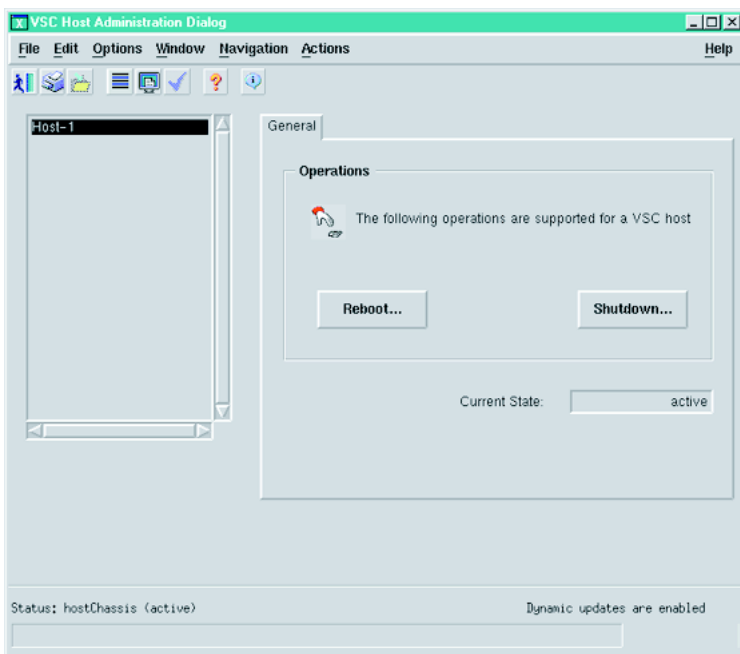 VSC Host Administration Dialog
File Edit Options Window Navigation Actions Help
Host-1
General
Operations
The following operations are supported for a VSC host
Reboot... Shutdown...
Current State: active
Status: hostChassis (active) Dynamic updates are enabled